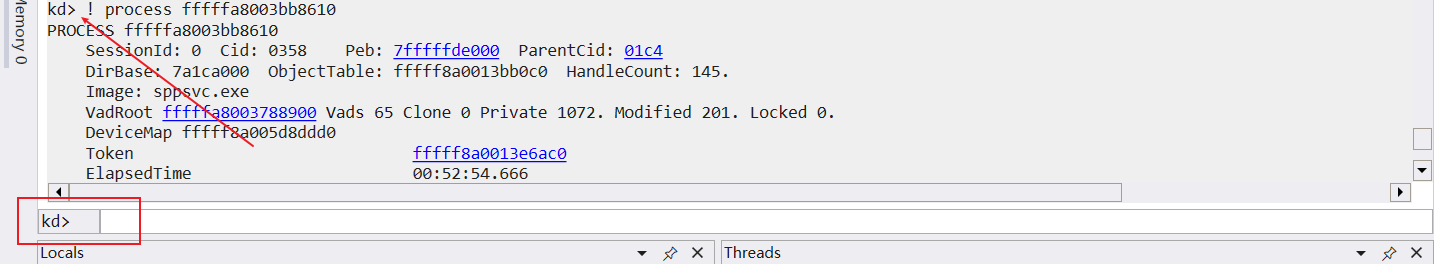 Memory 0
kd> ! process fffffa8003bb8610
PROCESS fffffa8003bb8610
SessionId: 0 Cid: 0358 Peb: 7fffffde000 ParentCid: 01c4
DirBase: 7a1ca000 ObjectTable: fffff8a0013bb0c0 HandleCount: 145.
Image: sppsvc.exe
VadRoot fffffa8003788900 Vads 65 Clone 0 Private 1072. Modified 201. Locked 0.
DeviceMap fffff8a005d8ddd0
Token fffff8a0013e6ac0
ElapsedTime 00:52:54.666
kd>
Locals
Threads